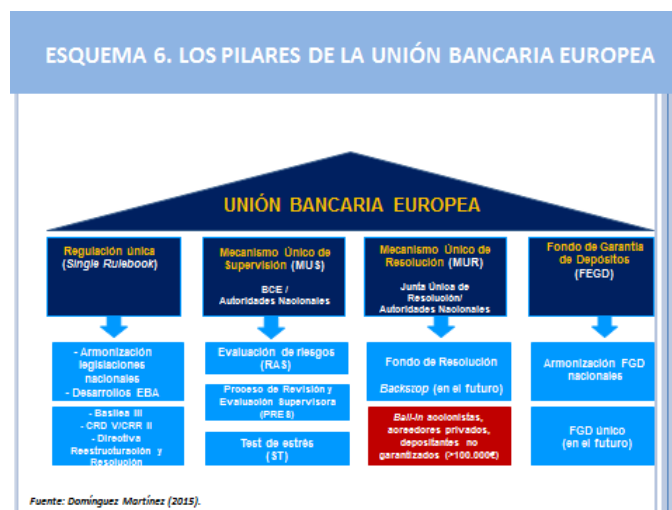 ESQUEMA 6. LOS PILARES DE LA UNIÓN BANCARIA EUROPEA
UNIÓN BANCARIA EUROPEA
Regulación única
(Single Rulebook)
Mecanismo Único de
Supervisión (MUS)
BCE /
Autoridades Nacionales
Mecanismo Único de
Resolución (MUR)
Junta Única de
Resolución/
Autoridades Nacionales
Fondo de Garantía
de Depósitos
(FEGD)
- Armonización
legislaciones
nacionales
- Desarrollos EBA
- Basilea III
- CRD V/CRR II
- Directiva
Reestructuración y
Resolución
Evaluación de riesgos
(RAS)
Proceso de Revisión y
Evaluación Supervisora
(PRES)
Test de estrés
(ST)
Fondo de Resolución
Backstop (en el futuro)
Bail-in accionistas,
acreedores privados,
depositantes no
garantizados (>100.000€)
Armonización FGD
nacionales
FGD único
(en el futuro)
Fuente: Domínguez Martínez (2015).